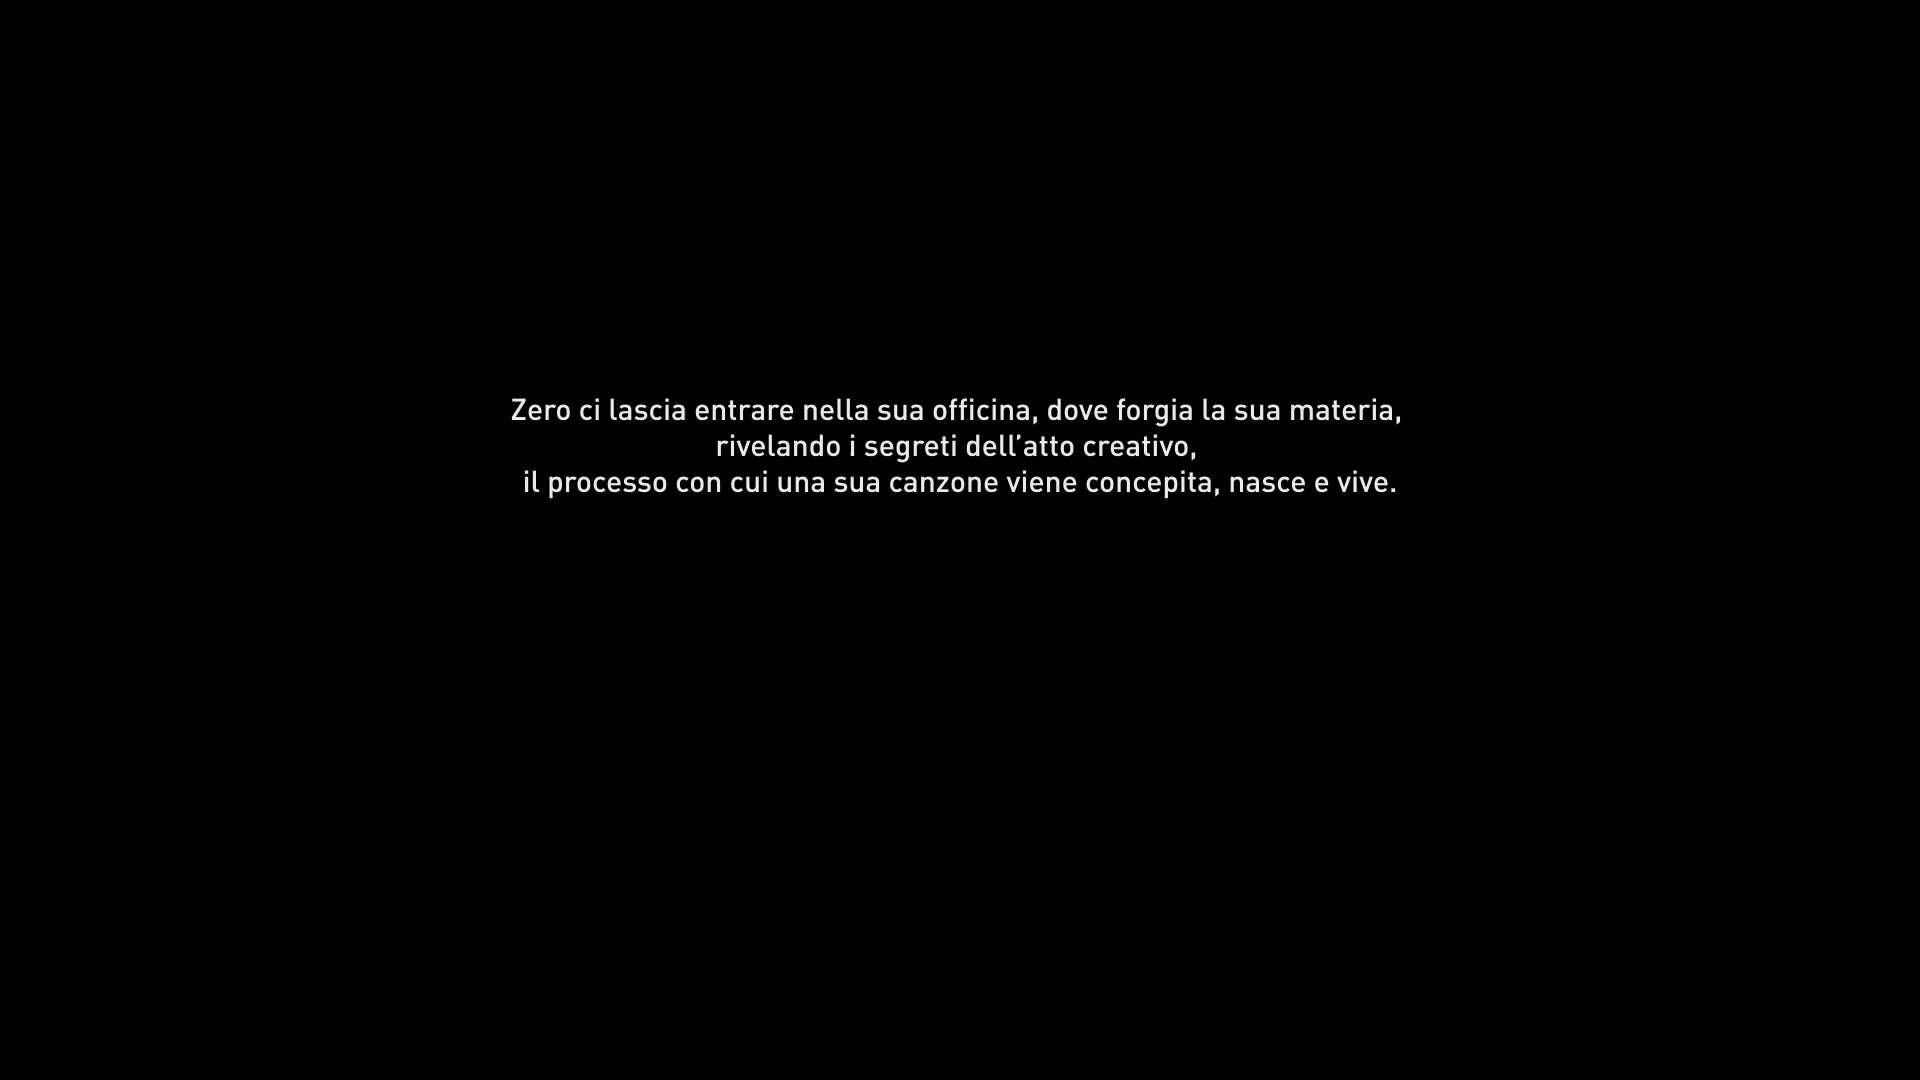 Zero ci lascia entrare nella sua officina, dove forgia la sua materia,
rivelando i segreti dell’atto creativo,
il processo con cui una sua canzone viene concepita, nasce e vive.